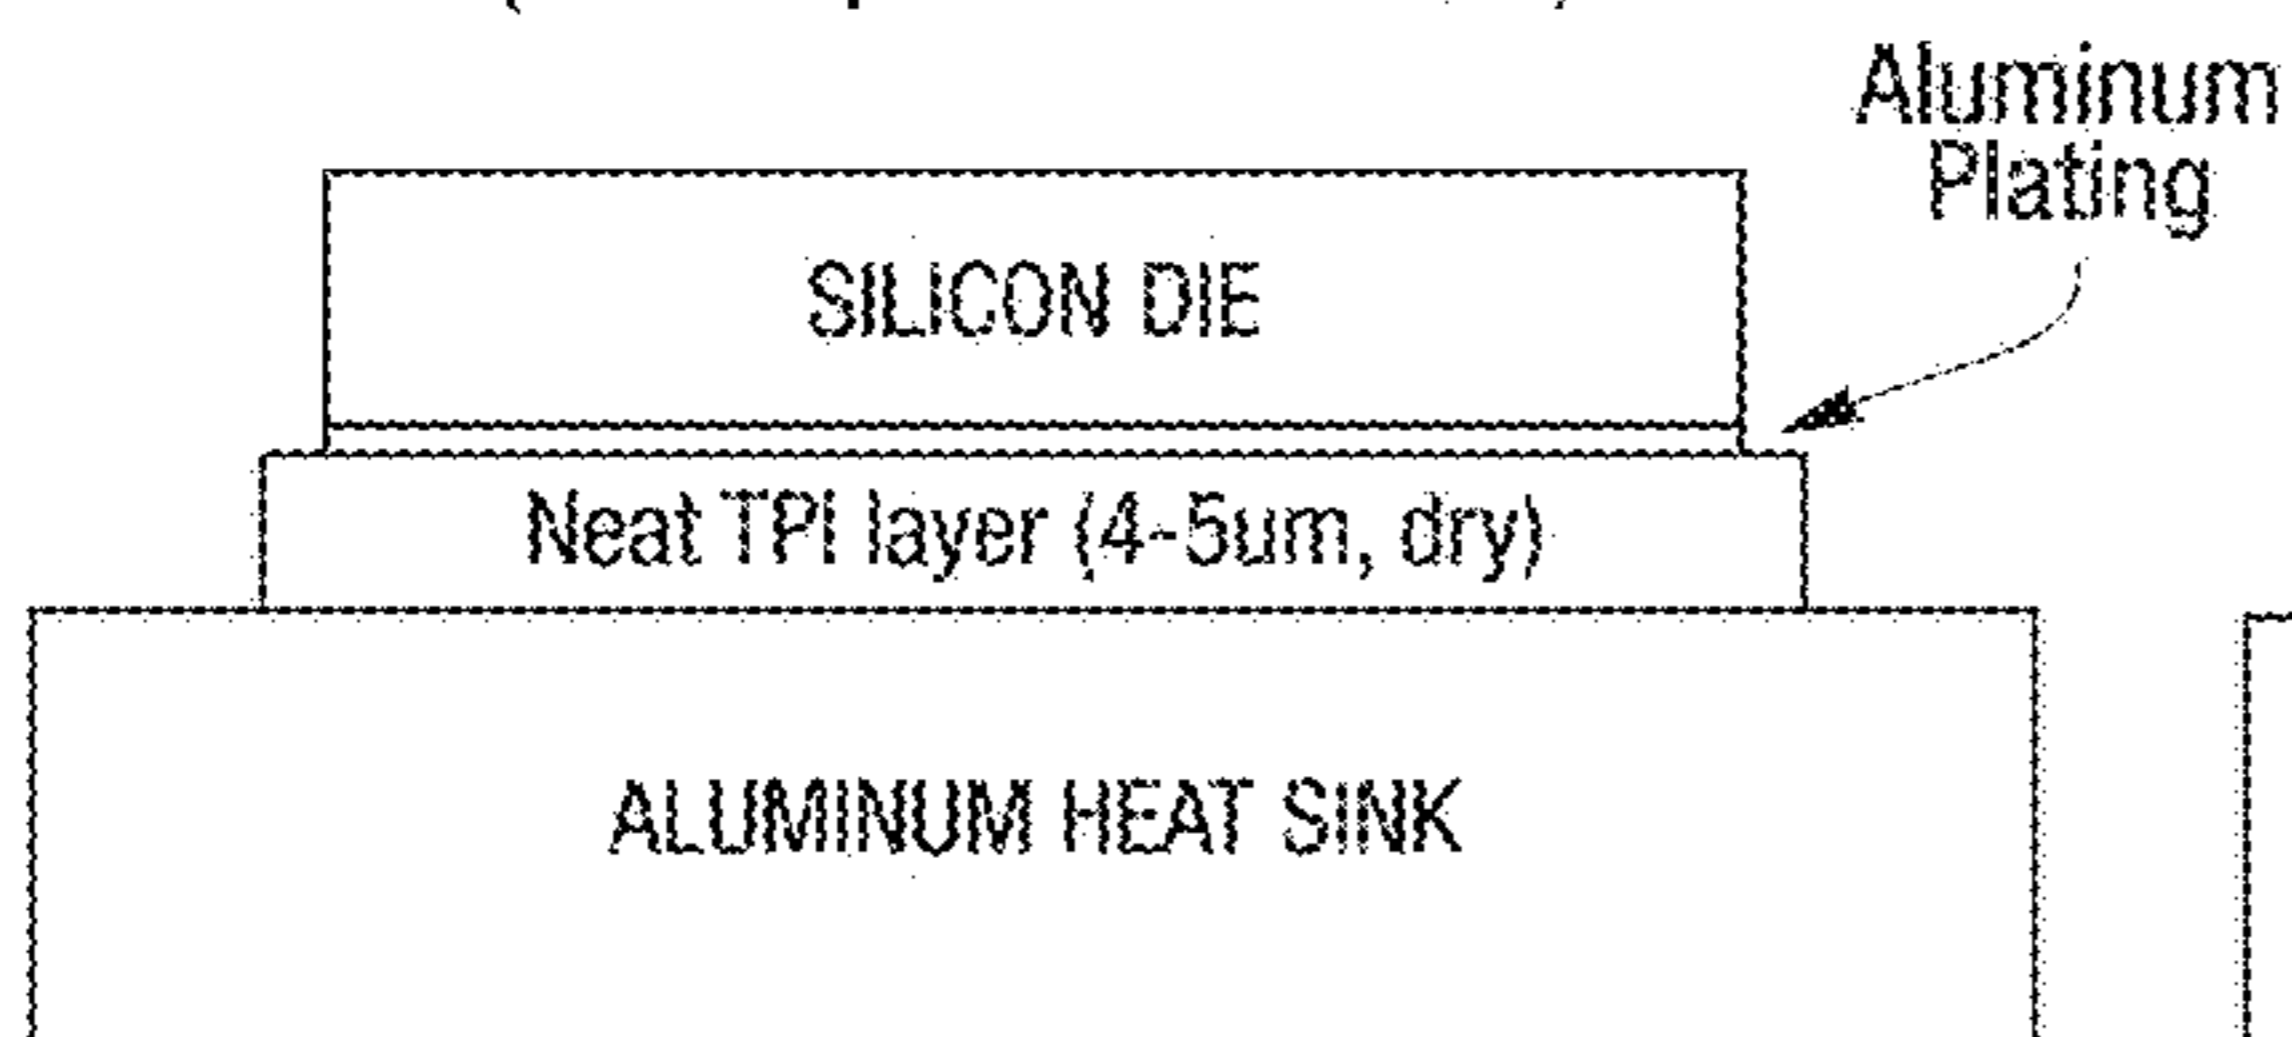 Aluminum
Plating
SILICON DIE
Neat TPI layer (4-5um, dry)
ALUMINUM HEAT SINK